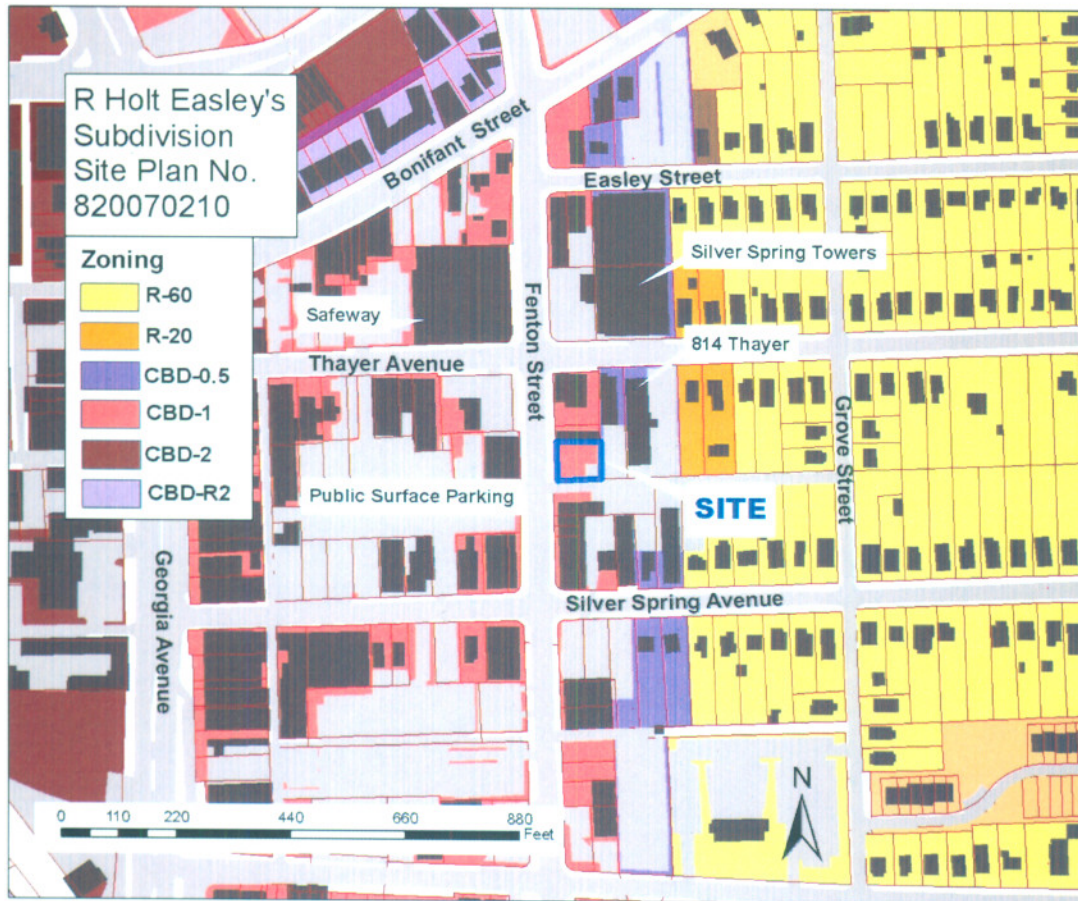 R Holt Easley's
Subdivision
Site Plan No.
820070210
Zoning
R-60
R-20
CBD-0.5
CBD-1
CBD-2
CBD-R2
Bonifant Street
Easley Street
Silver Spring Towers
Safeway
Fenton Street
814 Thayer
Thayer Avenue
Grove Street
Public Surface Parking
SITE
Georgia Avenue
Silver Spring Avenue
N
0 110 220 440 660 880
Feet